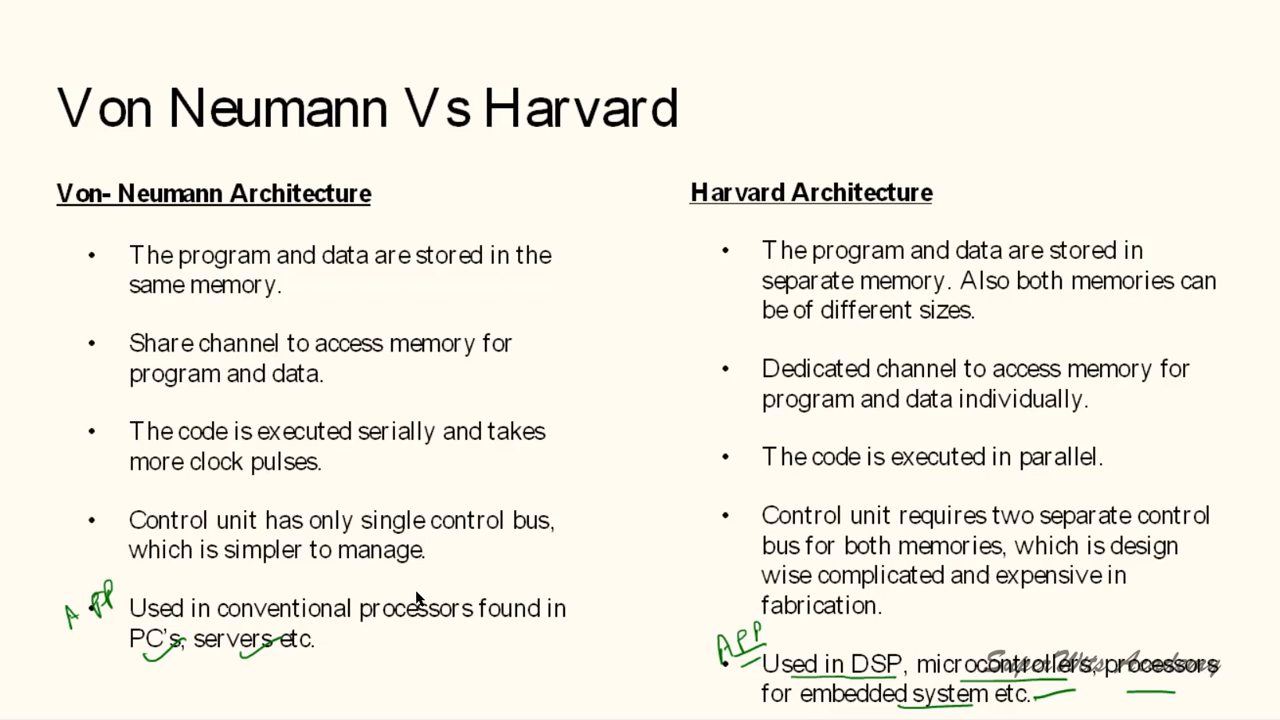 Von Neumann Vs Harvard
Von- Neumann Architecture
• The program and data are stored in the
same memory.
• Share channel to access memory for
program and data.
• The code is executed serially and takes
more clock pulses.
• Control unit has only single control bus,
which is simpler to manage.
APP
• Used in conventional processors found in
PC's, servers etc.
Harvard Architecture
• The program and data are stored in
separate memory. Also both memories can
be of different sizes.
• Dedicated channel to access memory for
program and data individually.
• The code is executed in parallel.
• Control unit requires two separate control
bus for both memories, which is design
wise complicated and expensive in
fabrication.
APP
• Used in DSP, microcontrollers, processors
for embedded system etc.
SuperWits Academy